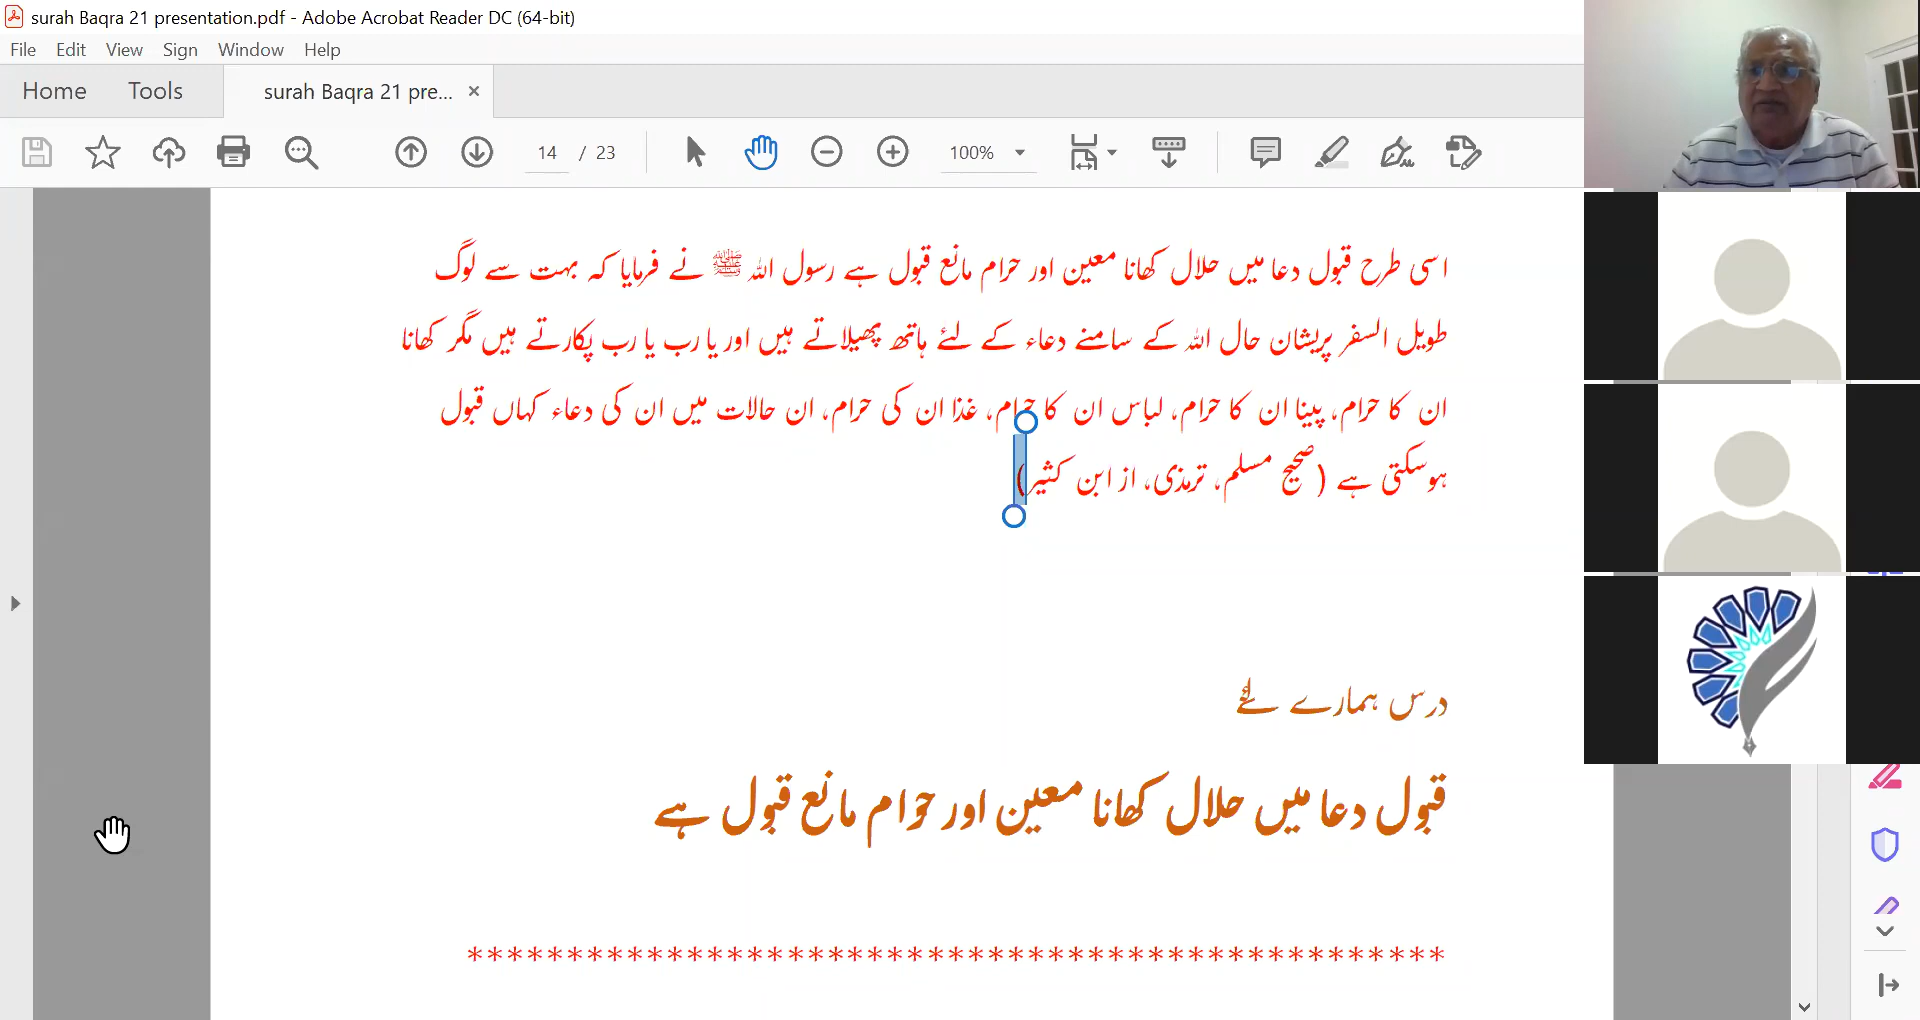 surah Baqra 21 presentation.pdf - Adobe Acrobat Reader DC (64-bit)
File Edit View Sign Window Help
Home Tools surah Baqra 21 pre... ×
14 / 23 100%
اسی طرح قبول دعا میں حلال کھانا معین اور حرام مانع قبول ہے رسول اللہ ﷺ نے فرمایا کہ بہت سے لوگ
طویل السفر پریشان حال اللہ کے سامنے دعاء کے لئے ہاتھ پھیلاتے ہیں اور یا رب یا رب پکارتے ہیں مگر کھانا
ان کا حرام، پینا ان کا حرام، لباس ان کا حرام، غذا ان کی حرام، ان حالات میں ان کی دعاء کہاں قبول
ہوسکتی ہے (صحیح مسلم، ترمذی، از ابن کثیر)
درس ہمارے لئے
قبول دعا میں حلال کھانا معین اور حرام مانع قبول ہے
*************************************************